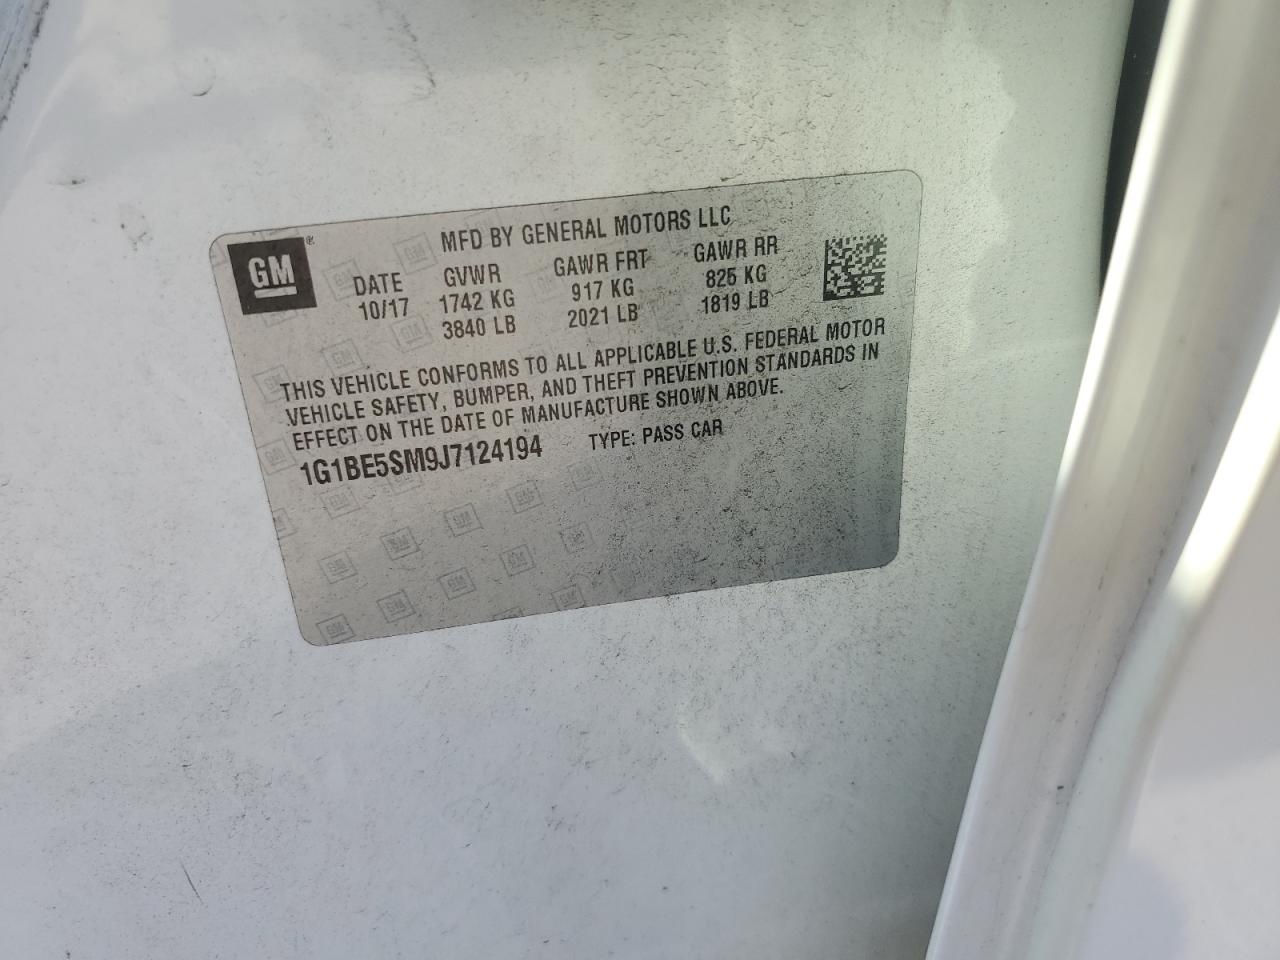 GM
®
MFD BY GENERAL MOTORS LLC
DATE GVWR GAWR FRT GAWR RR
10/17 1742 KG 917 KG 825 KG
3840 LB 2021 LB 1819 LB
THIS VEHICLE CONFORMS TO ALL APPLICABLE U.S. FEDERAL MOTOR
VEHICLE SAFETY, BUMPER, AND THEFT PREVENTION STANDARDS IN
EFFECT ON THE DATE OF MANUFACTURE SHOWN ABOVE.
1G1BE5SM9J7124194 TYPE: PASS CAR